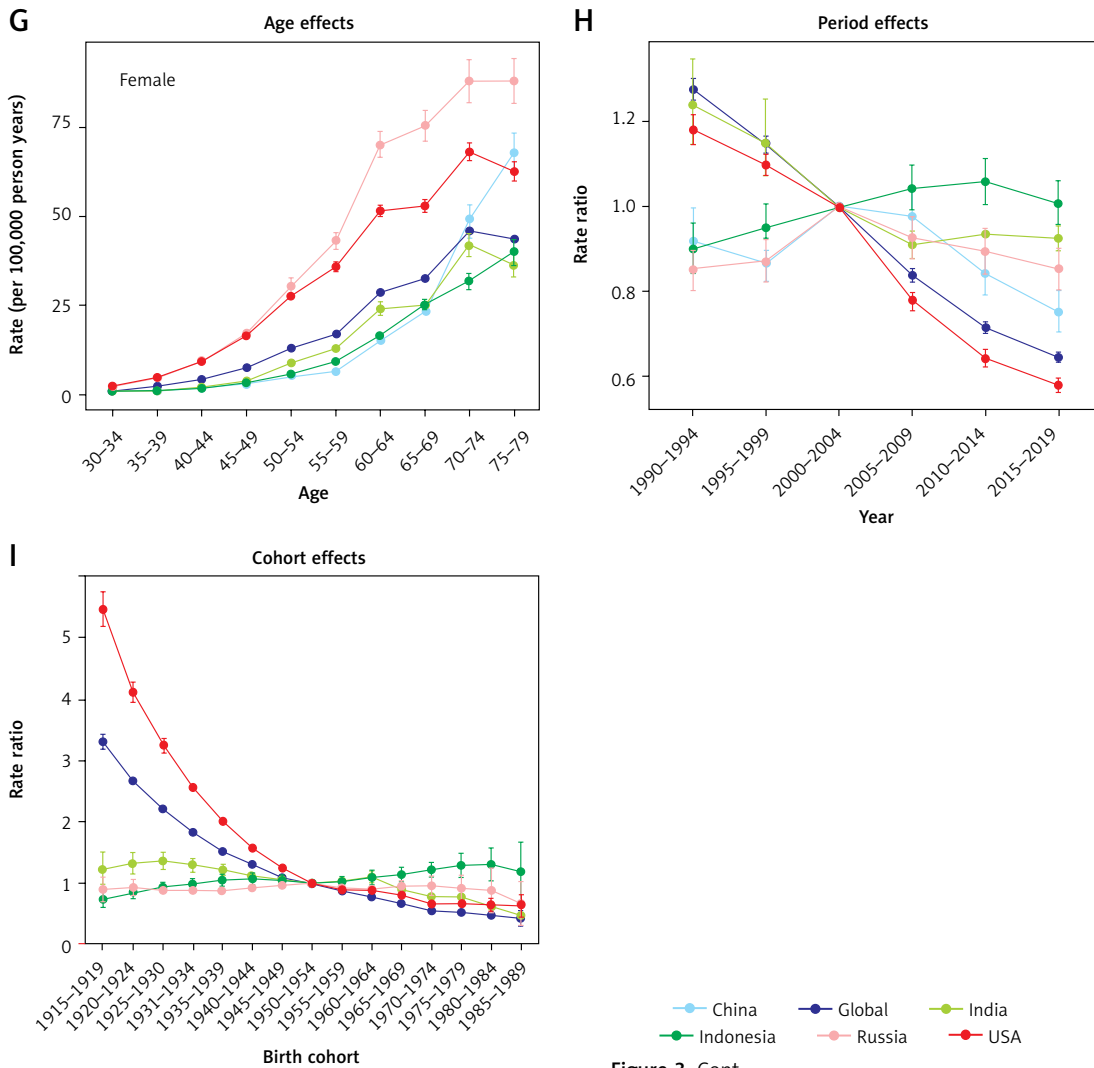 G
Age effects
Female
Rate (per 100,000 person years)
75
50
25
0
30–34
35–39
40–44
45–49
50–54
55–59
60–64
65–69
70–74
75–79
Age
H
Period effects
Rate ratio
1.2
1.0
0.8
0.6
1990–1994
1995–1999
2000–2004
2005–2009
2010–2014
2015–2019
Year
I
Cohort effects
Rate ratio
5
4
3
2
1
0
1915–1919
1920–1924
1925–1930
1931–1934
1935–1939
1940–1944
1945–1949
1950–1954
1955–1959
1960–1964
1965–1969
1970–1974
1975–1979
1980–1984
1985–1989
Birth cohort
China
Global
India
Indonesia
Russia
USA